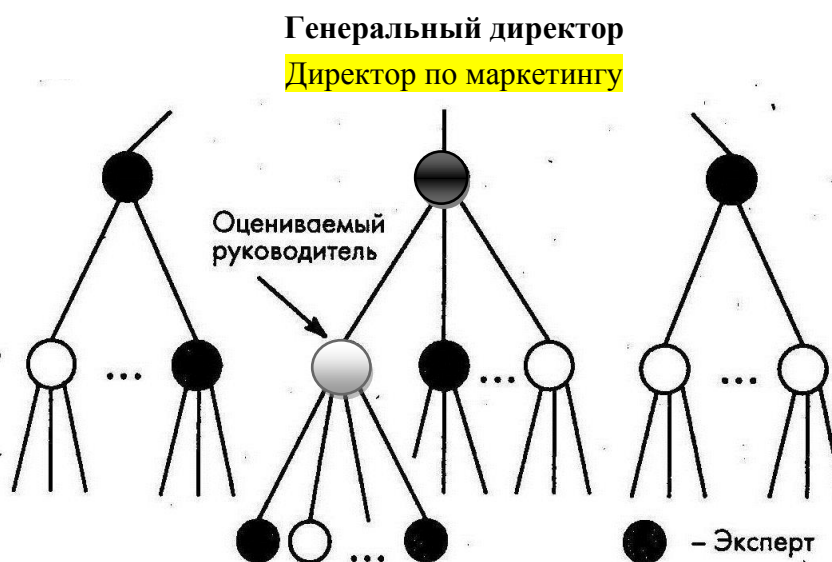 Генеральный директор
Директор по маркетингу
Оцениваемый
руководитель
...
...
...
...
– Эксперт